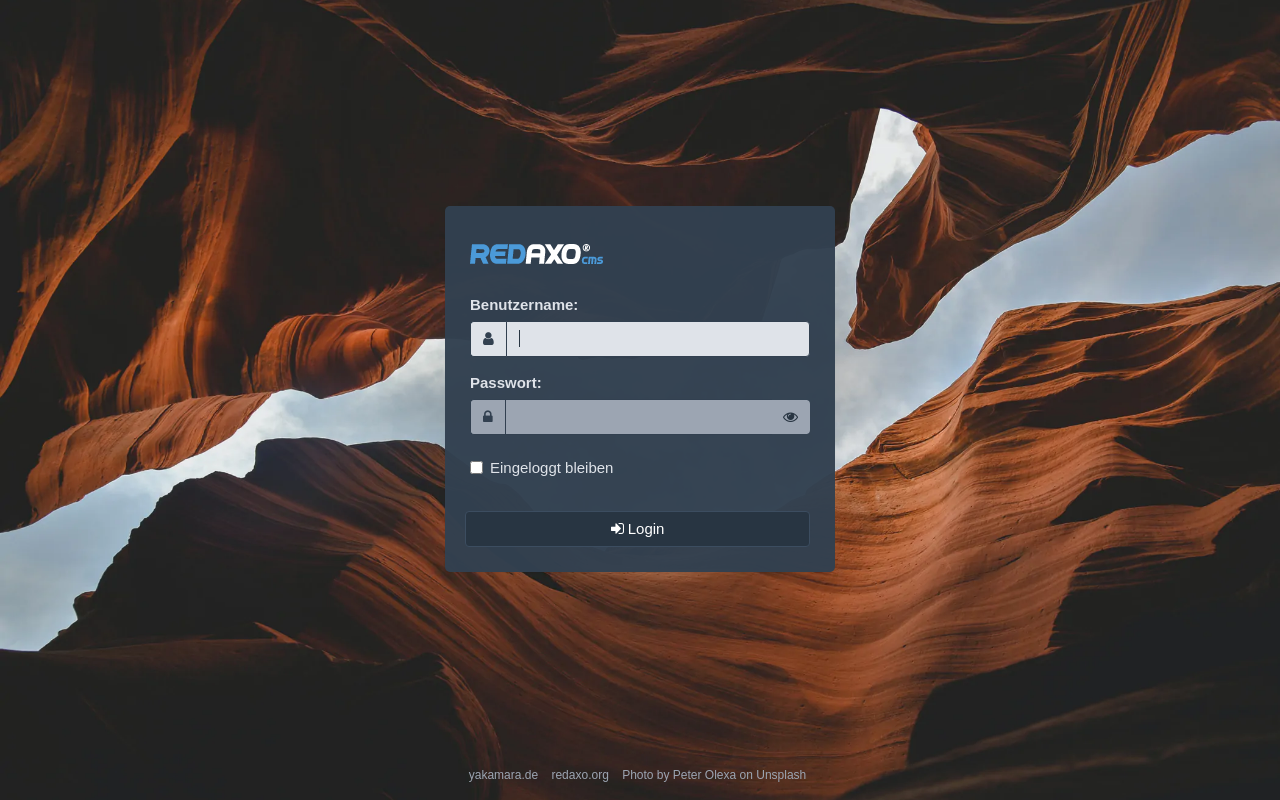 REDAXO® cms
Benutzername:
Passwort:
Eingeloggt bleiben
Login
yakamara.de redaxo.org Photo by Peter Olexa on Unsplash